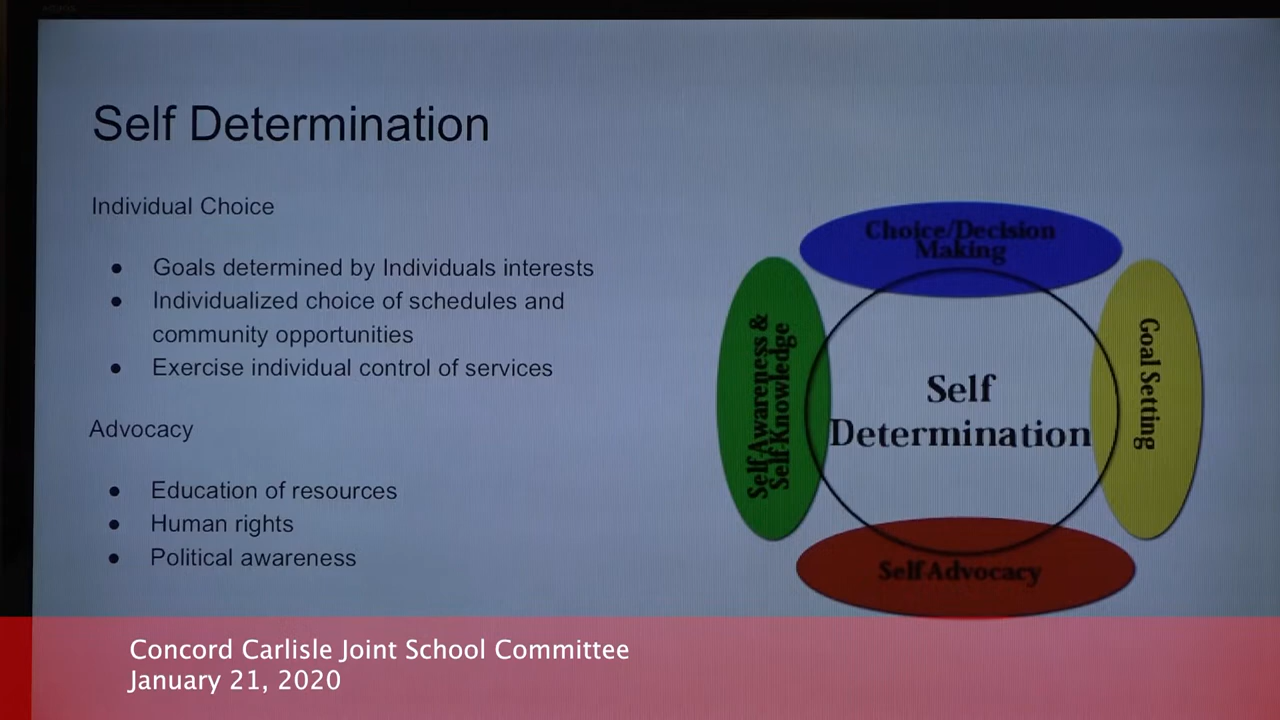 Self Determination
Individual Choice
● Goals determined by Individuals interests
● Individualized choice of schedules and
community opportunities
● Exercise individual control of services
Advocacy
● Education of resources
● Human rights
● Political awareness
Choice/Decision
Making
Self Awareness &
Self Knowledge
Self
Determination
Goal Setting
Self Advocacy
Concord Carlisle Joint School Committee
January 21, 2020